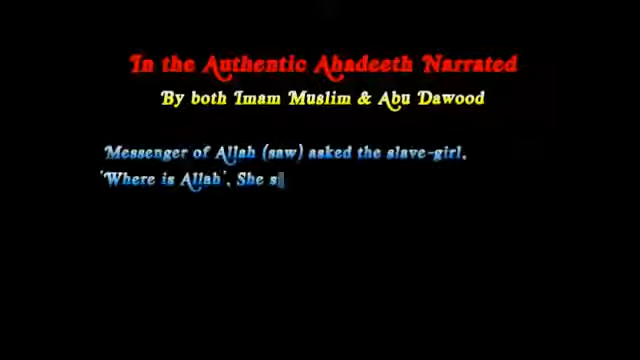 In the Authentic Ahadeeth Narrated
By both Imam Muslim & Abu Dawood
Messenger of Allah (saw) asked the slave-girl,
'Where is Allah', She s